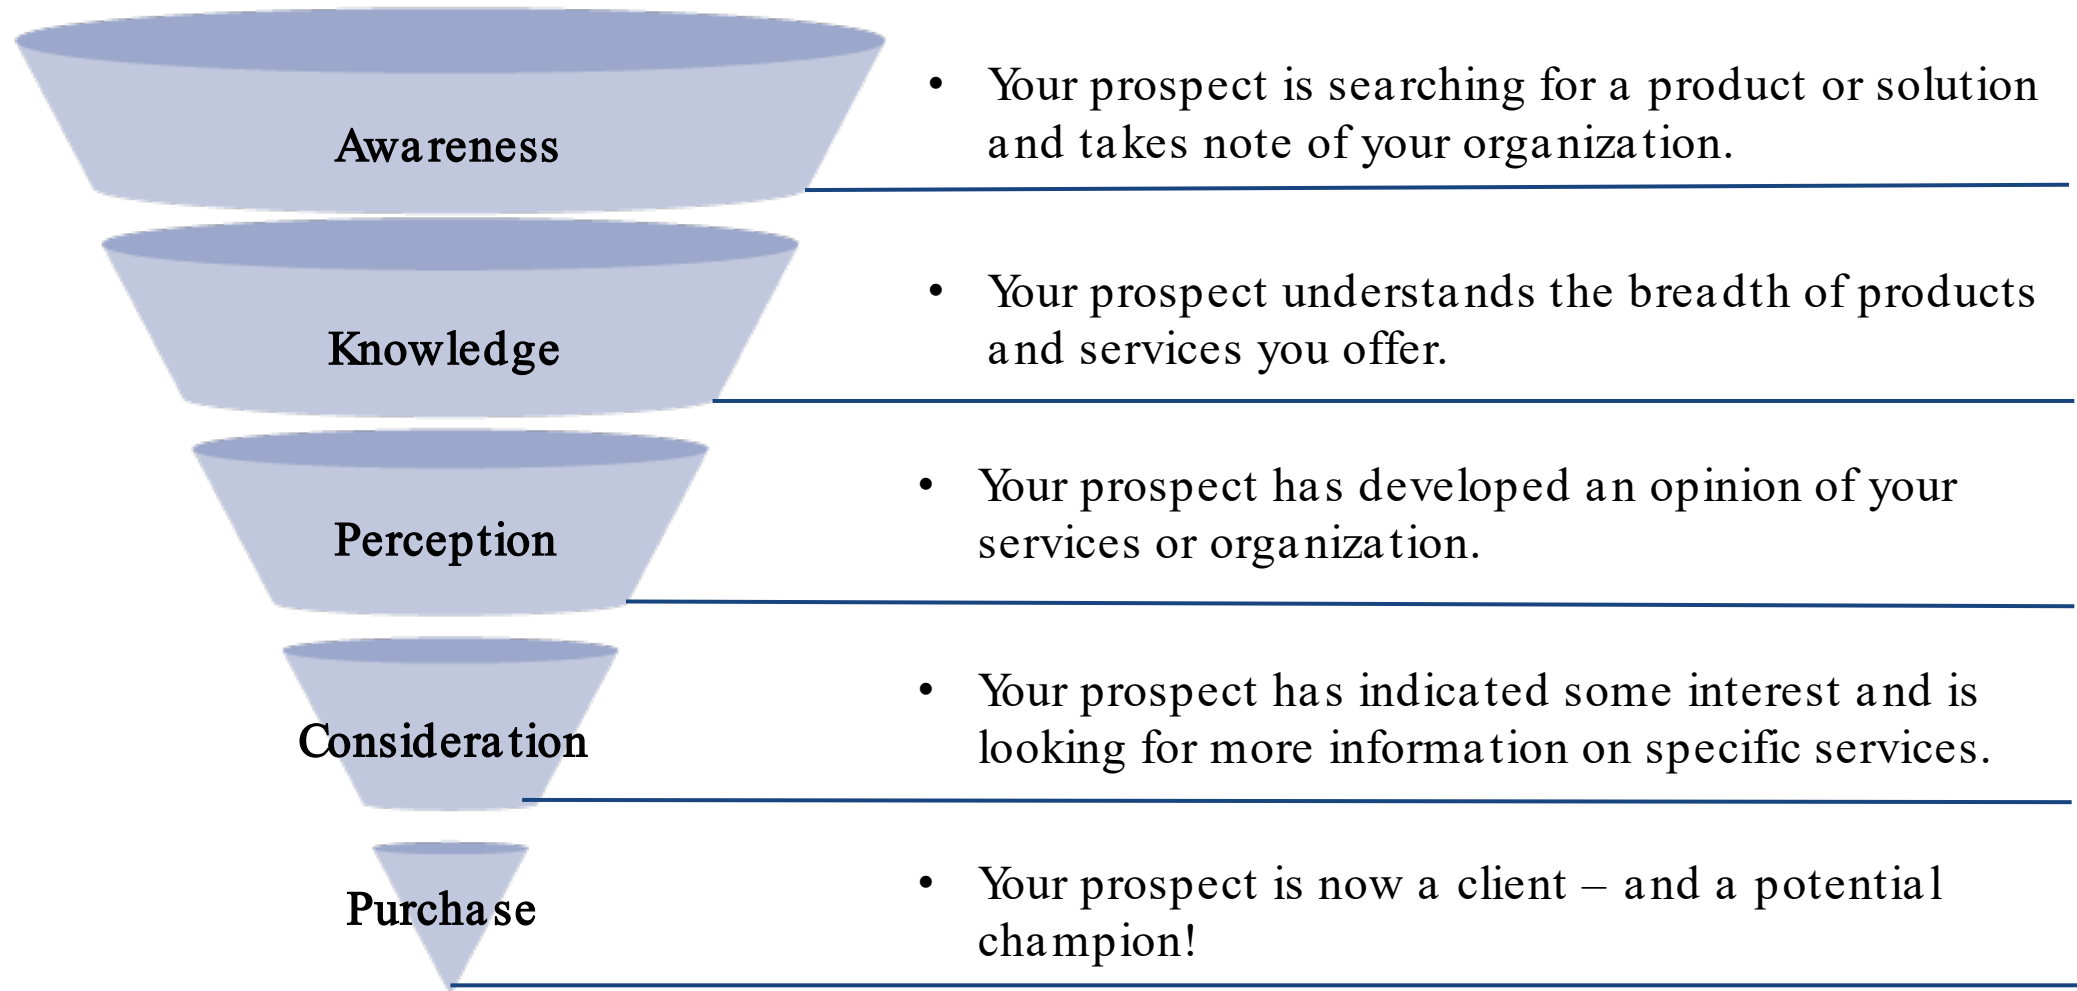 Awareness
• Your prospect is searching for a product or solution
and takes note of your organization.
Knowledge
• Your prospect understands the breadth of products
and services you offer.
Perception
• Your prospect has developed an opinion of your
services or organization.
Consideration
• Your prospect has indicated some interest and is
looking for more information on specific services.
Purchase
• Your prospect is now a client – and a potential
champion!